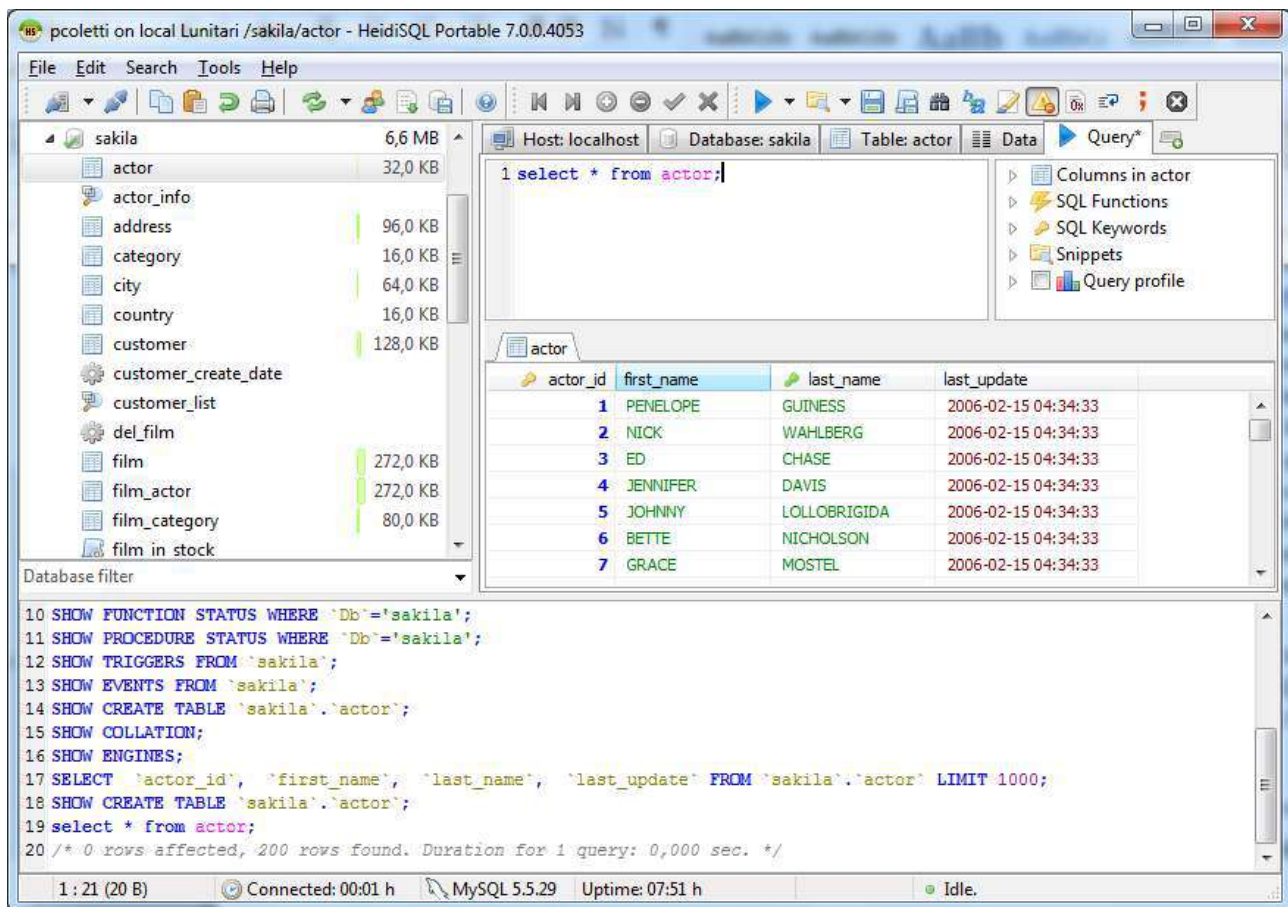 pcoletti on local Lunitari /sakila/actor - HeidiSQL Portable 7.0.0.4053
File Edit Search Tools Help
sakila 6,6 MB
actor 32,0 KB
actor_info
address 96,0 KB
category 16,0 KB
city 64,0 KB
country 16,0 KB
customer 128,0 KB
customer_create_date
customer_list
del_film
film 272,0 KB
film_actor 272,0 KB
film_category 80,0 KB
film_in_stock
Database filter
Host: localhost Database: sakila Table: actor Data Query*
1 select * from actor;
Columns in actor
SQL Functions
SQL Keywords
Snippets
Query profile
actor
actor_id first_name last_name last_update
1 PENELOPE GUINESS 2006-02-15 04:34:33
2 NICK WAHLBERG 2006-02-15 04:34:33
3 ED CHASE 2006-02-15 04:34:33
4 JENNIFER DAVIS 2006-02-15 04:34:33
5 JOHNNY LOLLOBRIGIDA 2006-02-15 04:34:33
6 BETTE NICHOLSON 2006-02-15 04:34:33
7 GRACE MOSTEL 2006-02-15 04:34:33
10 SHOW FUNCTION STATUS WHERE `Db`='sakila';
11 SHOW PROCEDURE STATUS WHERE `Db`='sakila';
12 SHOW TRIGGERS FROM `sakila`;
13 SHOW EVENTS FROM `sakila`;
14 SHOW CREATE TABLE `sakila`.`actor`;
15 SHOW COLLATION;
16 SHOW ENGINES;
17 SELECT `actor_id`, `first_name`, `last_name`, `last_update` FROM `sakila`.`actor` LIMIT 1000;
18 SHOW CREATE TABLE `sakila`.`actor`;
19 select * from actor;
20 /* 0 rows affected, 200 rows found. Duration for 1 query: 0,000 sec. */
1 : 21 (20 B) Connected: 00:01 h MySQL 5.5.29 Uptime: 07:51 h Idle.